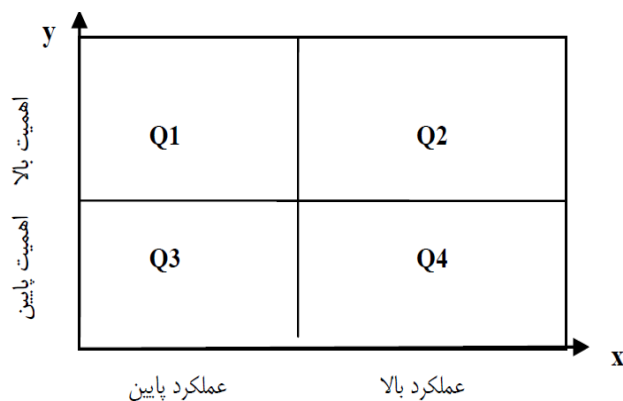 y
اهمیت بالا
Q1
Q2
اهمیت پایین
Q3
Q4
x
عملکرد پایین
عملکرد بالا